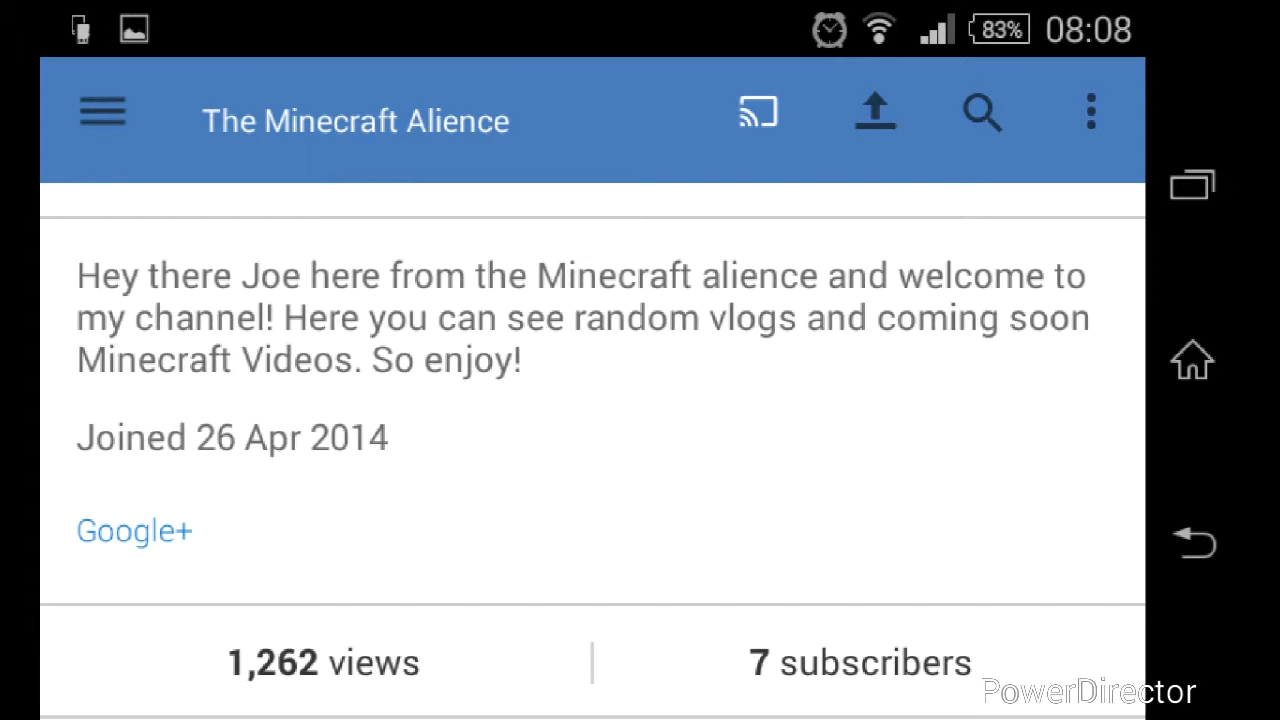 83% 08:08
The Minecraft Alience
Hey there Joe here from the Minecraft alience and welcome to
my channel! Here you can see random vlogs and coming soon
Minecraft Videos. So enjoy!
Joined 26 Apr 2014
Google+
1,262 views 7 subscribers
PowerDirector